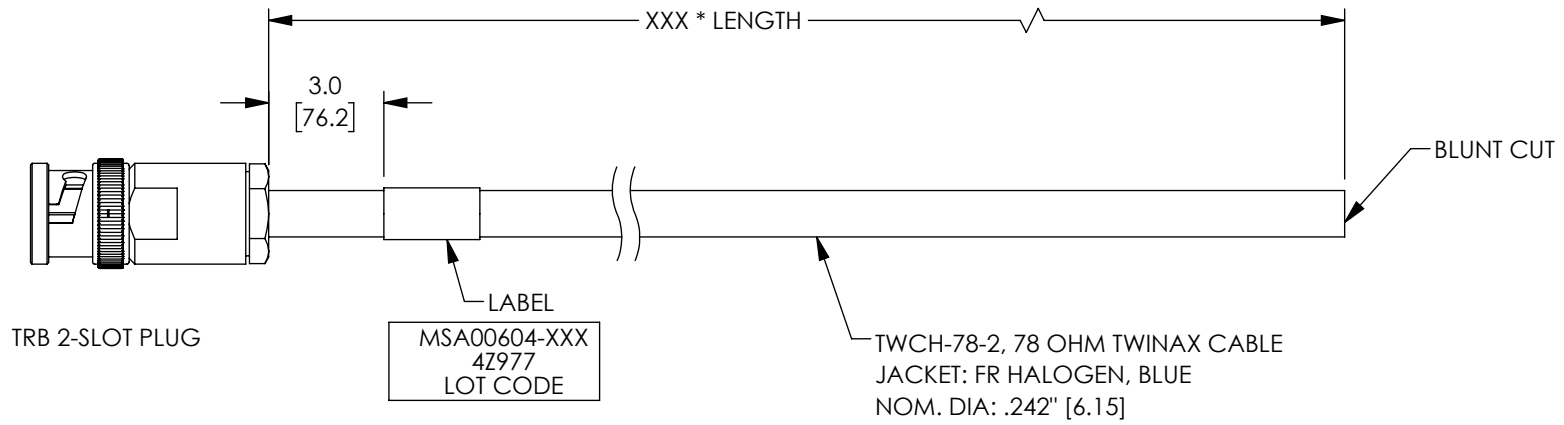 XXX * LENGTH
3.0
[76.2]
BLUNT CUT
TRB 2-SLOT PLUG
LABEL
MSA00604-XXX
4Z977
LOT CODE
TWCH-78-2, 78 OHM TWINAX CABLE
JACKET: FR HALOGEN, BLUE
NOM. DIA: .242" [6.15]